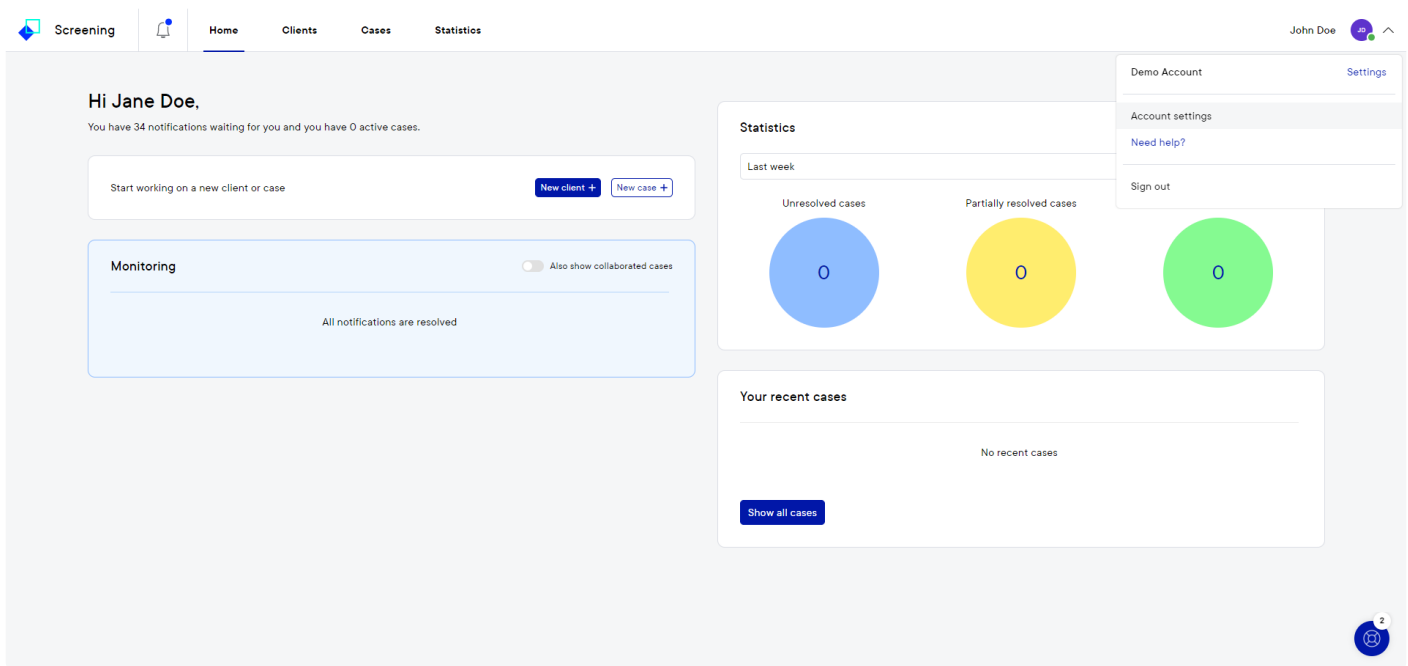 Screening
Home
Clients
Cases
Statistics
John Doe
JD
Demo Account
Settings
Account settings
Need help?
Sign out
Hi Jane Doe,
You have 34 notifications waiting for you and you have 0 active cases.
Start working on a new client or case
New client +
New case +
Monitoring
Also show collaborated cases
All notifications are resolved
Statistics
Last week
Unresolved cases
Partially resolved cases
0
0
0
Your recent cases
No recent cases
Show all cases
2